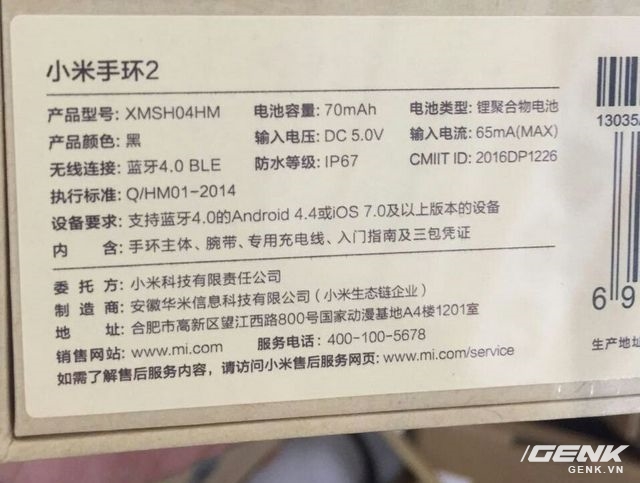 小米手环2
产品型号: XMSH04HM 电池容量: 70mAh 电池类型: 锂聚合物电池
产品颜色: 黑 输入电压: DC 5.0V 输入电流: 65mA(MAX)
无线连接: 蓝牙4.0 BLE 防水等级: IP67 CMIIT ID: 2016DP1226
执行标准: Q/HM01-2014
设备要求: 支持蓝牙4.0的Android 4.4或iOS 7.0及以上版本的设备
内 含: 手环主体、腕带、专用充电线、入门指南及三包凭证
委 托 方: 小米科技有限责任公司
制 造 商: 安徽华米信息科技有限公司（小米生态链企业）
地 址: 合肥市高新区望江西路800号国家动漫基地A4楼1201室
销售网站: www.mi.com 服务电话: 400-100-5678
如需了解售后服务内容，请访问小米服务网页: www.mi.com/service
13035/
6 9
生产地址
GENK
GENK.VN